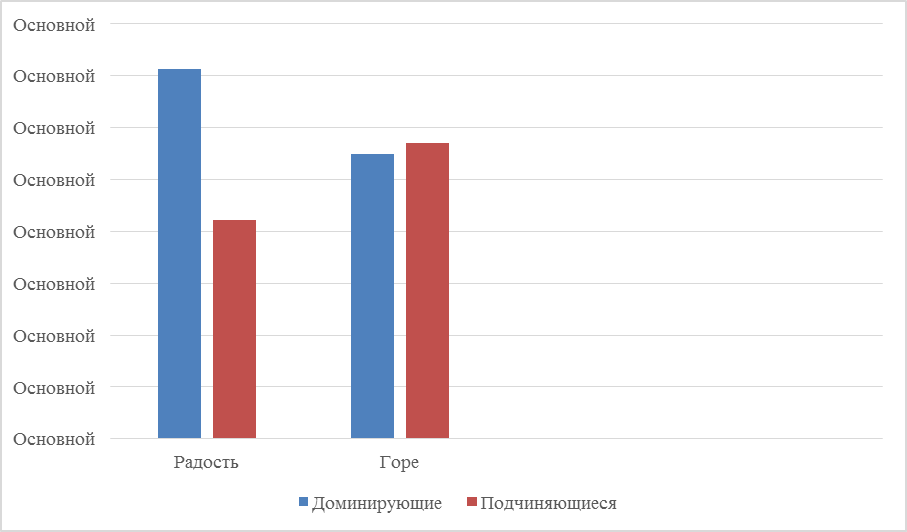 Основной
Основной
Основной
Основной
Основной
Основной
Основной
Основной
Основной
Радость Горе
Доминирующие Подчиняющиеся